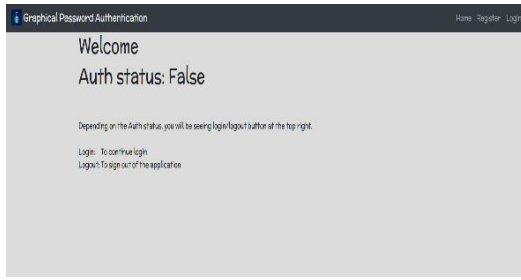 Graphical Password Authentication
Home Register Login
Welcome
Auth status: False
Depending on the Auth status, you will be seeing login/logout button at the top right.
Login: To continue login
Logout: To sign out of the application